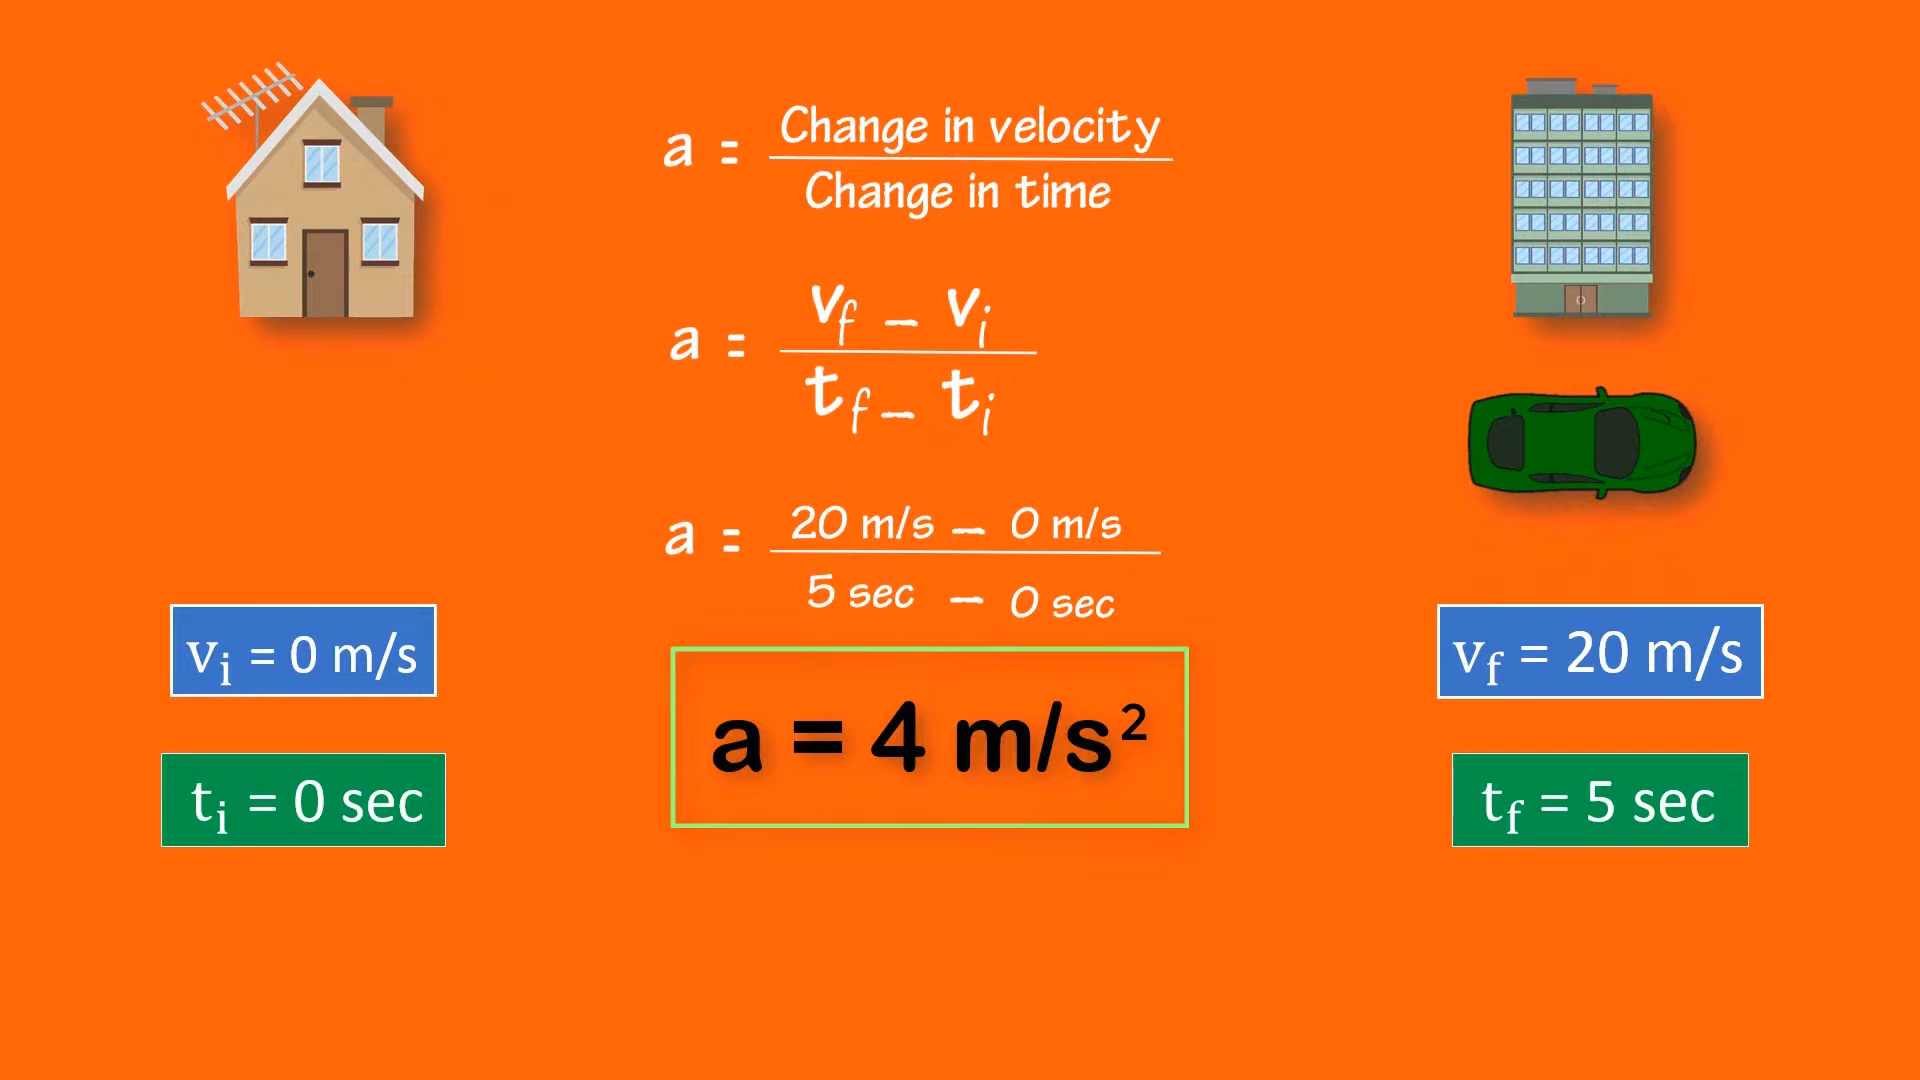 a = Change in velocity
Change in time
a = vf - vi
tf - ti
a = 20 m/s - 0 m/s
5 sec - 0 sec
vi = 0 m/s
vf = 20 m/s
a = 4 m/s²
ti = 0 sec
tf = 5 sec